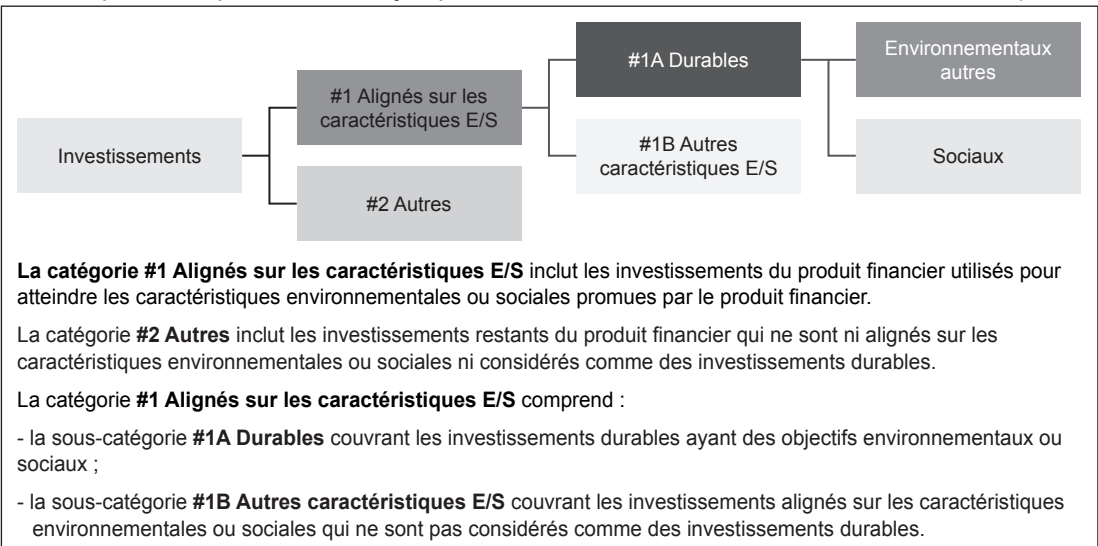 #1A Durables
Environnementaux
autres
#1 Alignés sur les
caractéristiques E/S
Investissements
#1B Autres
caractéristiques E/S
Sociaux
#2 Autres
La catégorie #1 Alignés sur les caractéristiques E/S inclut les investissements du produit financier utilisés pour
atteindre les caractéristiques environnementales ou sociales promues par le produit financier.
La catégorie #2 Autres inclut les investissements restants du produit financier qui ne sont ni alignés sur les
caractéristiques environnementales ou sociales ni considérés comme des investissements durables.
La catégorie #1 Alignés sur les caractéristiques E/S comprend :
- la sous-catégorie #1A Durables couvrant les investissements durables ayant des objectifs environnementaux ou
sociaux ;
- la sous-catégorie #1B Autres caractéristiques E/S couvrant les investissements alignés sur les caractéristiques
environnementales ou sociales qui ne sont pas considérés comme des investissements durables.